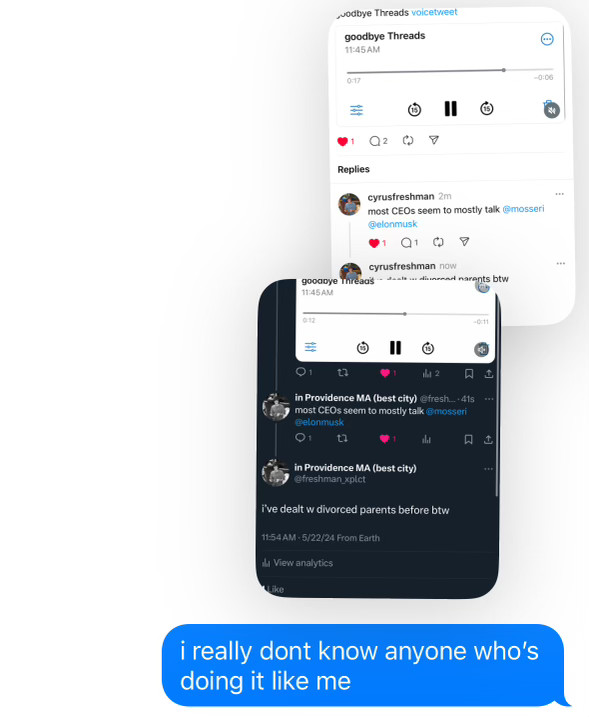 goodbye Threads voicetweet
goodbye Threads
11:45AM
0:17
-0:06
15
15
1
2
Replies
cyrusfreshman 2m
most CEOs seem to mostly talk @mosseri
@elonmusk
1
1
cyrusfreshman now
i've dealt w divorced parents btw
goodbye Threads
11:45AM
0:12
-0:11
15
15
1
1
2
in Providence MA (best city) @fresh... · 41s
most CEOs seem to mostly talk @mosseri
@elonmusk
1
1
in Providence MA (best city)
@freshman_xplct
i've dealt w divorced parents before btw
11:54 AM · 5/22/24 From Earth
View analytics
Like
i really dont know anyone who's
doing it like me